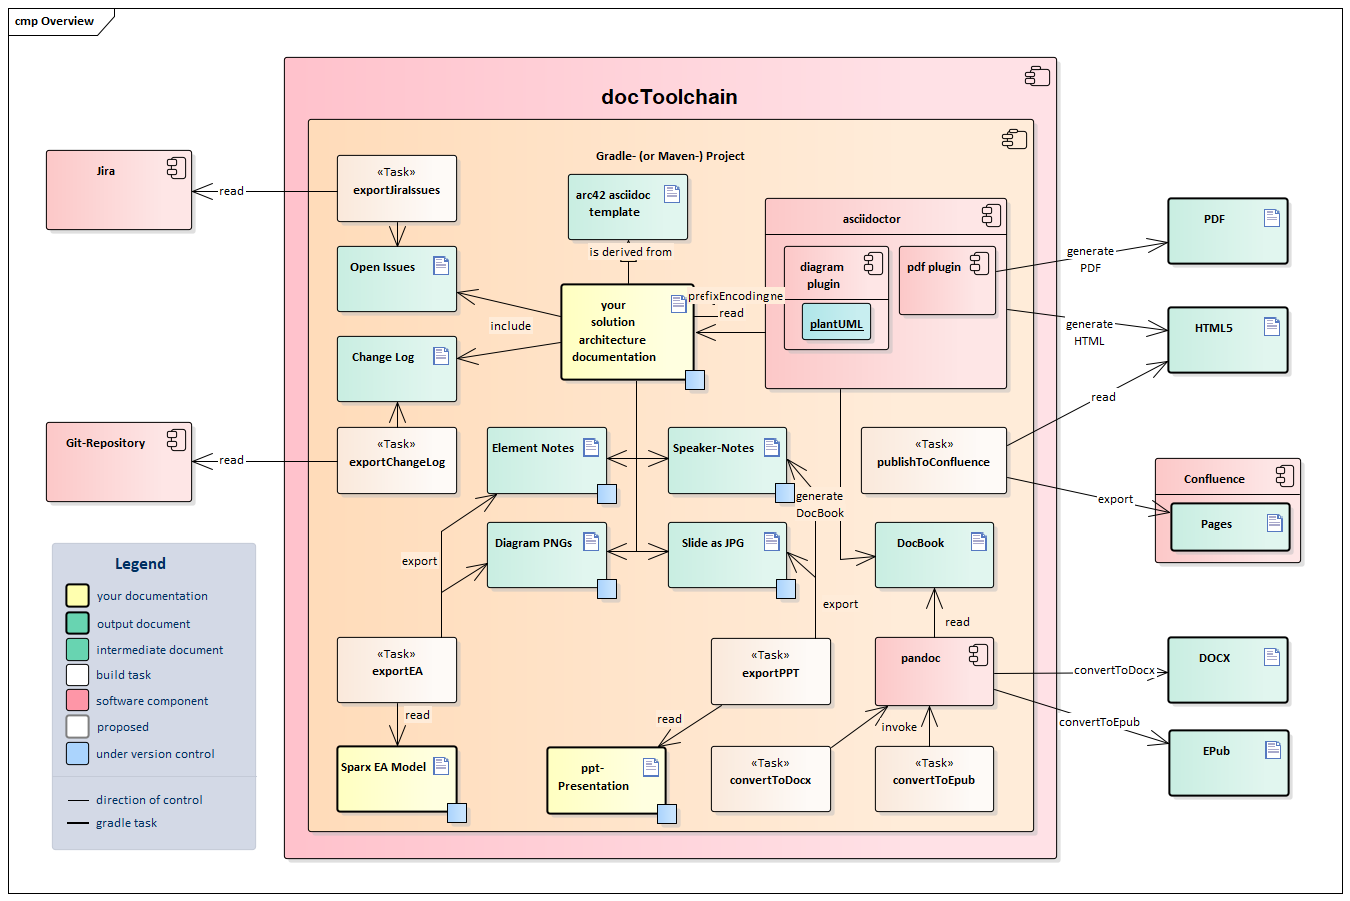 cmp Overview
docToolchain
Gradle- (or Maven-) Project
Jira
read
«Task»
exportJiraIssues
arc42 asciidoc
template
asciidoctor
PDF
generate
PDF
Open Issues
is derived from
diagram
plugin
pdf plugin
plantUML
your
solution
architecture
documentation
read
include
generate
HTML
HTML5
Change Log
read
Git-Repository
read
«Task»
exportChangeLog
Element Notes
Speaker-Notes
«Task»
publishToConfluence
export
Confluence
Pages
generate
DocBook
Diagram PNGs
Slide as JPG
DocBook
export
export
read
«Task»
exportEA
«Task»
exportPPT
pandoc
convertToDocx
DOCX
convertToEpub
EPub
read
read
invoke
Sparx EA Model
ppt-
Presentation
«Task»
convertToDocx
«Task»
convertToEpub
Legend
your documentation
output document
intermediate document
build task
software component
proposed
under version control
direction of control
gradle task